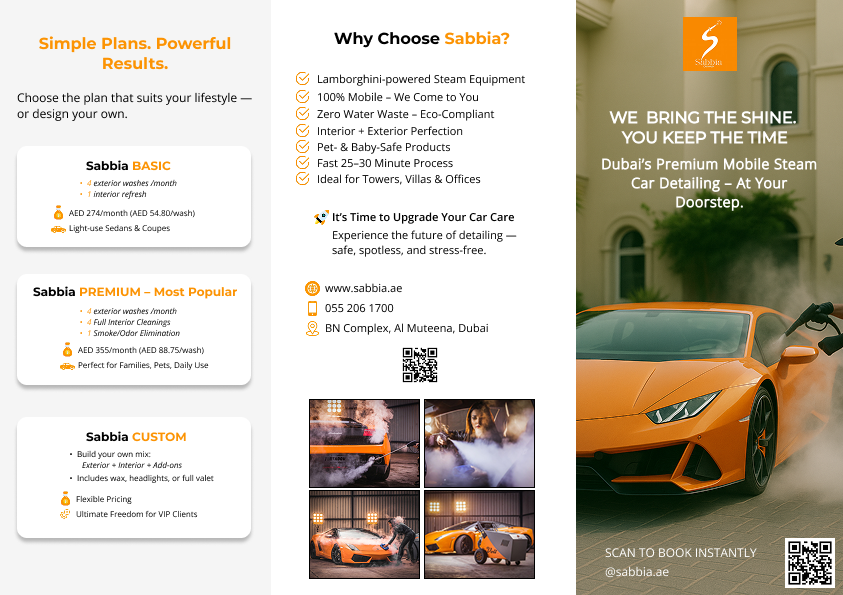 Simple Plans. Powerful
Results.
Choose the plan that suits your lifestyle —
or design your own.
Sabbia BASIC
• 4 exterior washes /month
• 1 interior refresh
AED 274/month (AED 54.80/wash)
Light-use Sedans & Coupes
Sabbia PREMIUM – Most Popular
• 4 exterior washes/month
• 4 Full Interior Cleanings
• 1 Smoke/Odor Elimination
AED 355/month (AED 88.75/wash)
Perfect for Families, Pets, Daily Use
Sabbia CUSTOM
• Build your own mix:
Exterior + Interior + Add-ons
• Includes wax, headlights, or full valet
Flexible Pricing
Ultimate Freedom for VIP Clients
Why Choose Sabbia?
Lamborghini-powered Steam Equipment
100% Mobile – We Come to You
Zero Water Waste – Eco-Compliant
Interior + Exterior Perfection
Pet- & Baby-Safe Products
Fast 25–30 Minute Process
Ideal for Towers, Villas & Offices
It’s Time to Upgrade Your Car Care
Experience the future of detailing —
safe, spotless, and stress-free.
www.sabbia.ae
055 206 1700
BN Complex, Al Muteena, Dubai
Sabbia
WE BRING THE SHINE.
YOU KEEP THE TIME
Dubai’s Premium Mobile Steam
Car Detailing – At Your
Doorstep.
SCAN TO BOOK INSTANTLY
@sabbia.ae